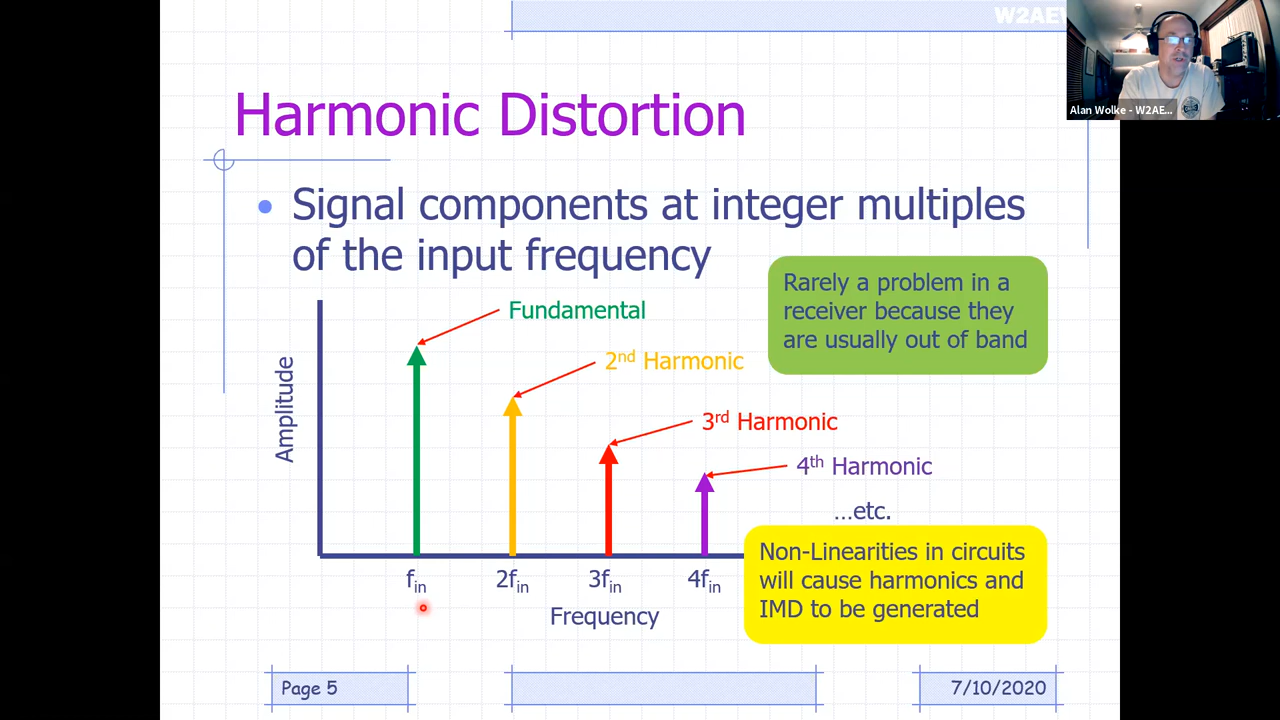 W2AEW
Alan Wolke - W2AE...
Harmonic Distortion
• Signal components at integer multiples
of the input frequency
Rarely a problem in a
receiver because they
are usually out of band
Fundamental
2nd Harmonic
3rd Harmonic
4th Harmonic
...etc.
Amplitude
Non-Linearities in circuits
will cause harmonics and
IMD to be generated
fin 2fin 3fin 4fin
Frequency
Page 5
7/10/2020